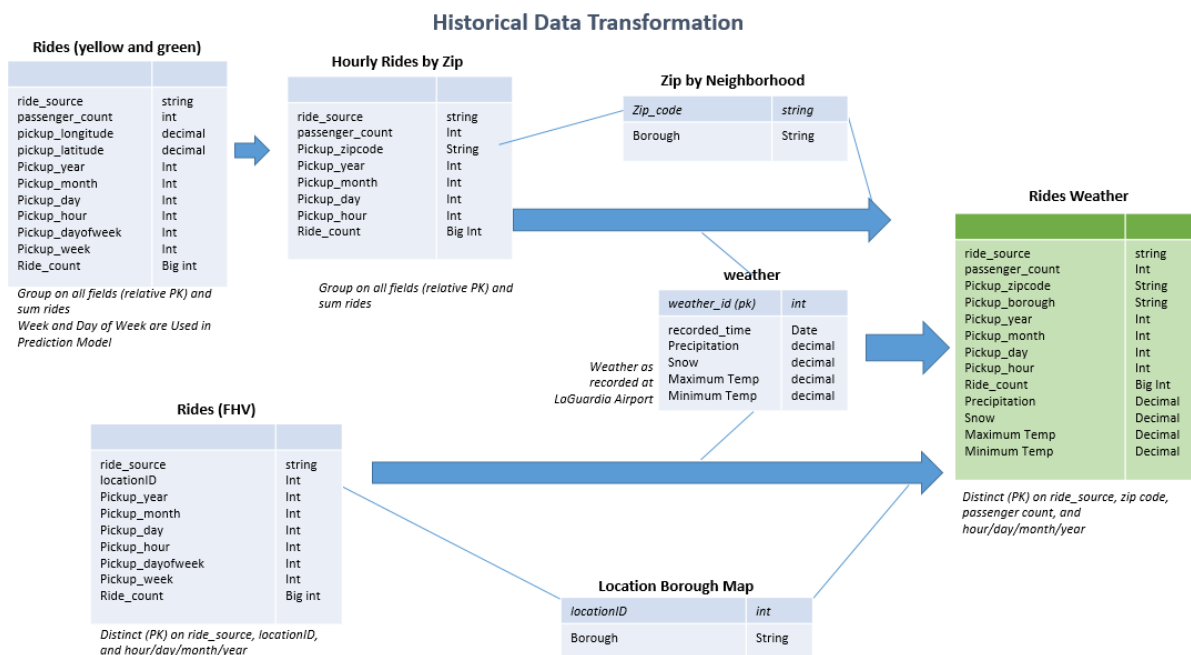 Historical Data Transformation
Rides (yellow and green)
ride_source string
passenger_count int
pickup_longitude decimal
pickup_latitude decimal
Pickup_year Int
Pickup_month Int
Pickup_day Int
Pickup_hour Int
Pickup_dayofweek Int
Pickup_week Int
Ride_count Big int
Group on all fields (relative PK) and
sum rides
Week and Day of Week are Used in
Prediction Model
Hourly Rides by Zip
ride_source string
passenger_count Int
Pickup_zipcode String
Pickup_year Int
Pickup_month Int
Pickup_day Int
Pickup_hour Int
Ride_count Big Int
Group on all fields (relative PK) and
sum rides
Zip by Neighborhood
Zip_code string
Borough String
weather
weather_id (pk) int
recorded_time Date
Precipitation decimal
Snow decimal
Maximum Temp decimal
Minimum Temp decimal
Weather as
recorded at
LaGuardia Airport
Rides Weather
ride_source string
passenger_count Int
Pickup_zipcode String
Pickup_borough String
Pickup_year Int
Pickup_month Int
Pickup_day Int
Pickup_hour Int
Ride_count Big Int
Precipitation Decimal
Snow Decimal
Maximum Temp Decimal
Minimum Temp Decimal
Distinct (PK) on ride_source, zip code,
passenger count, and
hour/day/month/year
Rides (FHV)
ride_source string
locationID Int
Pickup_year Int
Pickup_month Int
Pickup_day Int
Pickup_hour Int
Pickup_dayofweek Int
Pickup_week Int
Ride_count Big int
Distinct (PK) on ride_source, locationID,
and hour/day/month/year
Location Borough Map
locationID int
Borough String